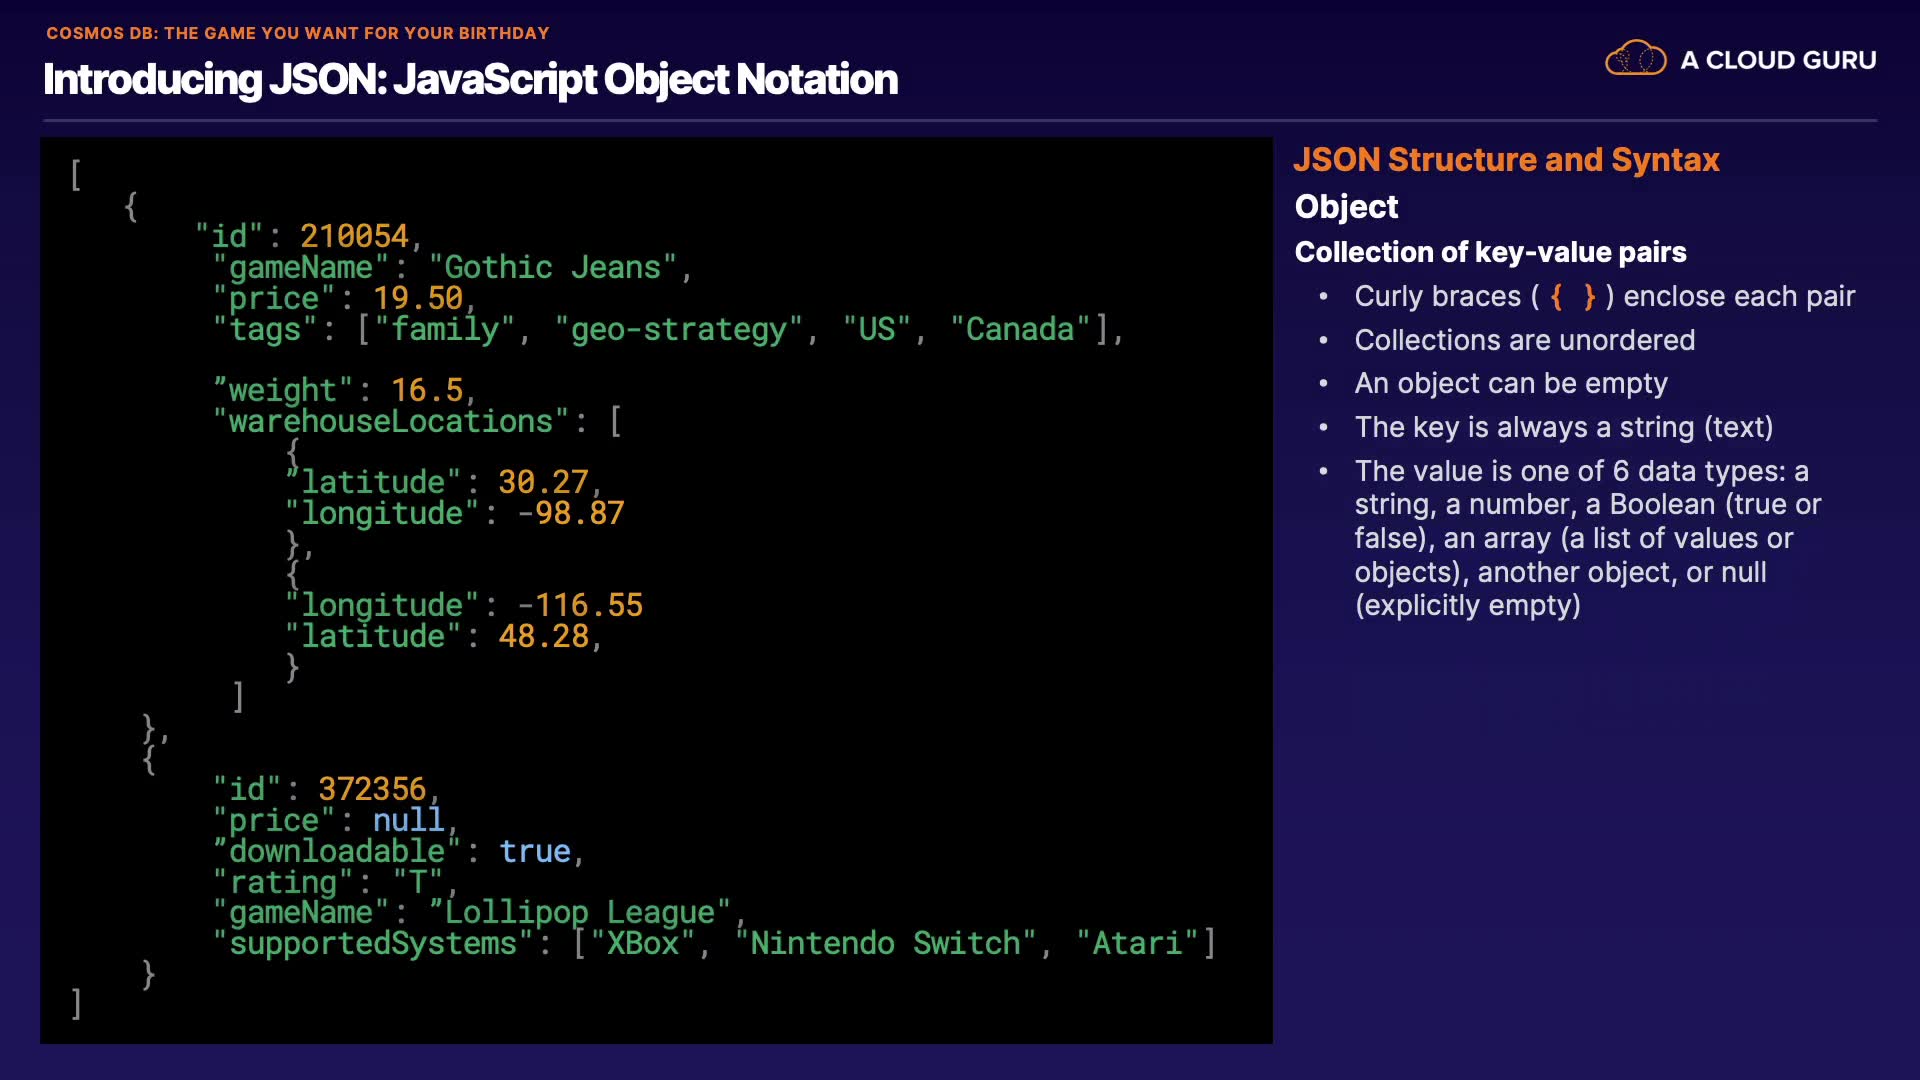 COSMOS DB: THE GAME YOU WANT FOR YOUR BIRTHDAY
Introducing JSON: JavaScript Object Notation
A CLOUD GURU
[
{
"id": 210054,
"gameName": "Gothic Jeans",
"price": 19.50,
"tags": ["family", "geo-strategy", "US", "Canada"],
”weight": 16.5,
"warehouseLocations": [
{
”latitude": 30.27,
"longitude": -98.87
},
{
"longitude": -116.55
"latitude": 48.28,
}
]
},
{
"id": 372356,
"price": null,
”downloadable": true,
"rating": "T",
"gameName": ”Lollipop League",
"supportedSystems": ["XBox", "Nintendo Switch", "Atari"]
}
]
JSON Structure and Syntax
Object
Collection of key-value pairs
• Curly braces ( { } ) enclose each pair
• Collections are unordered
• An object can be empty
• The key is always a string (text)
• The value is one of 6 data types: a
string, a number, a Boolean (true or
false), an array (a list of values or
objects), another object, or null
(explicitly empty)